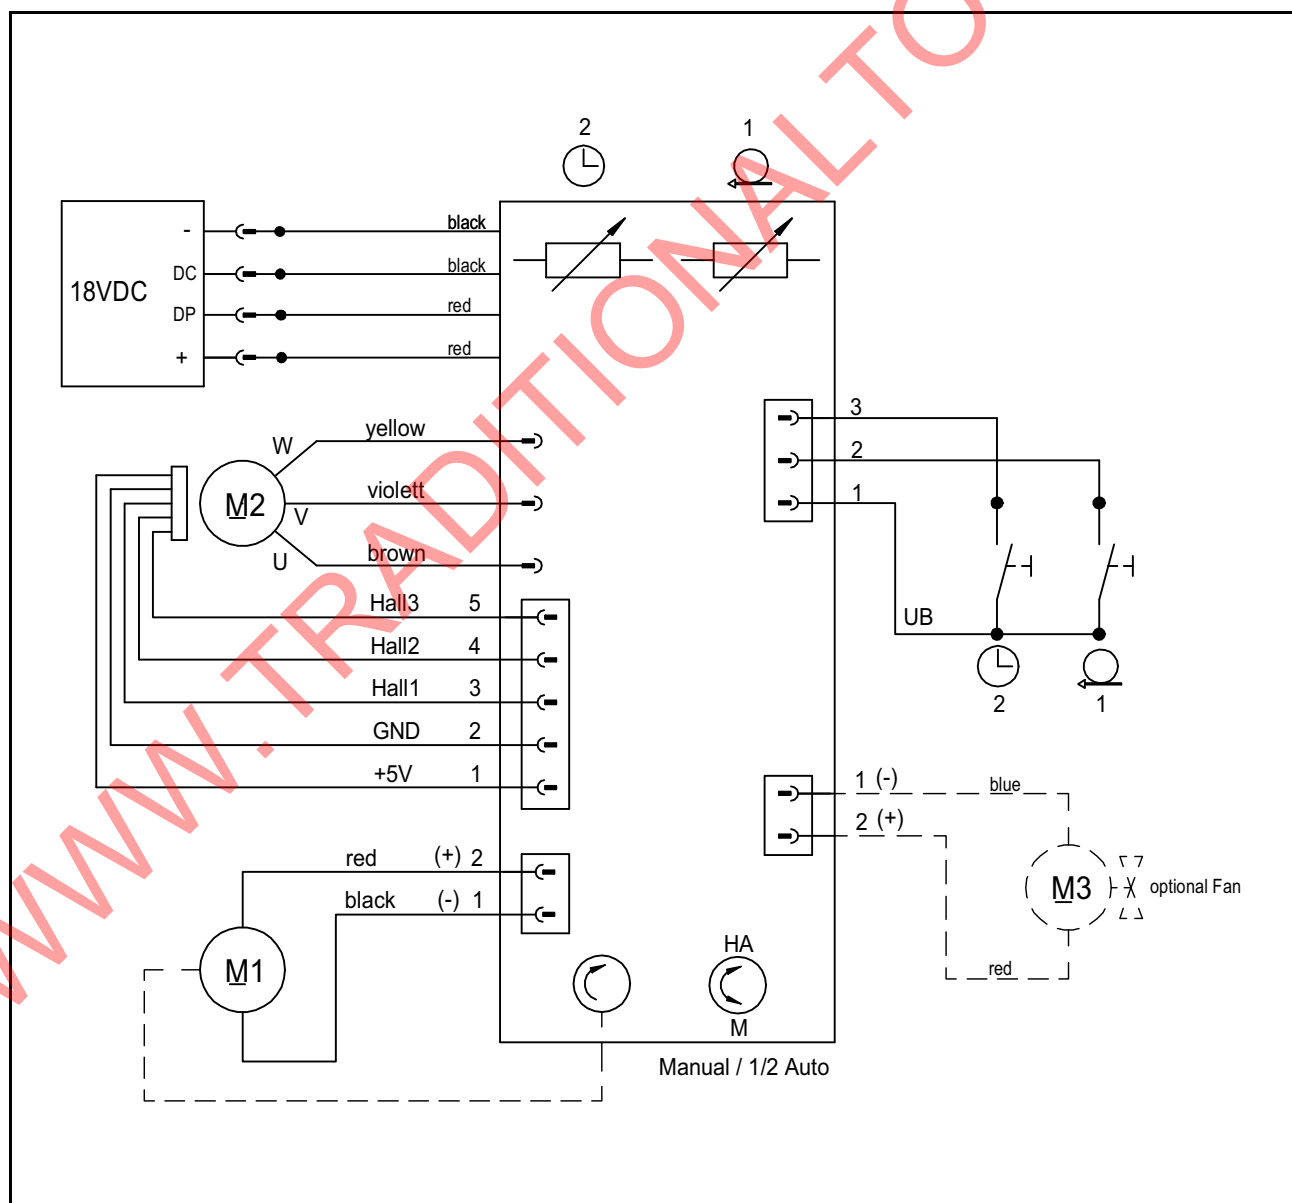 2 1
- black
DC black
18VDC
DP red
+ red
W yellow
M2 V violett
U brown
Hall3 5
Hall2 4
Hall1 3
GND 2
+5V 1
3
2
1
UB
2 1
1 (-) blue
2 (+)
M3 optional Fan
red
red (+) 2
black (-) 1
M1
HA
M
Manual / 1/2 Auto
WWW.TRADITIONALTO